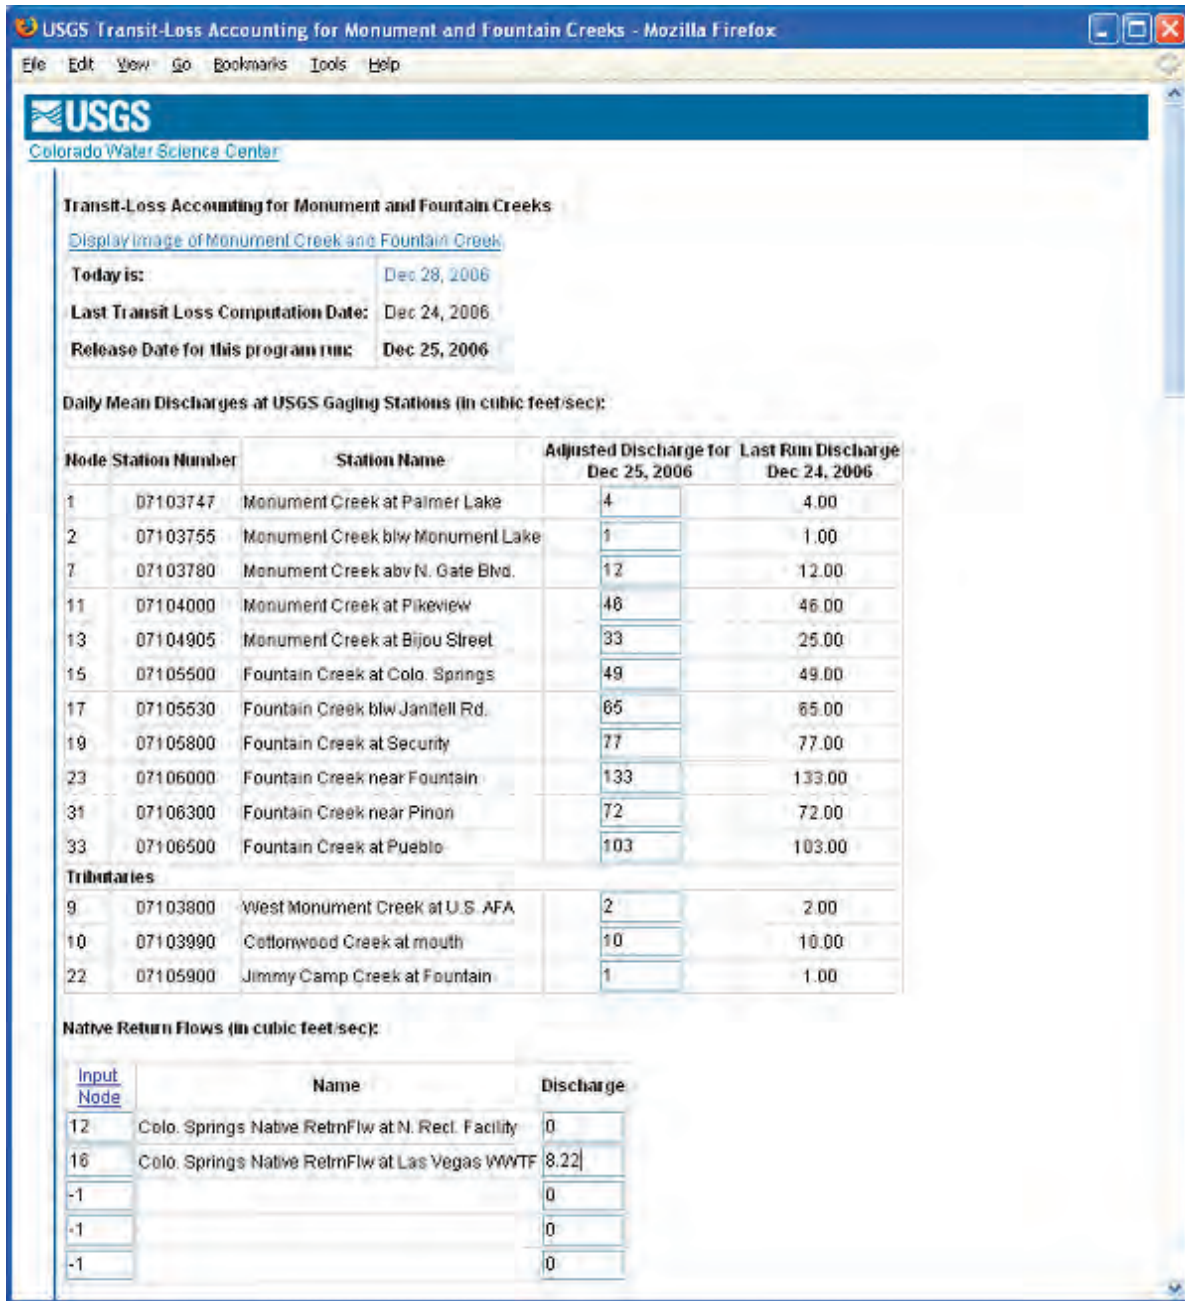 USGS Transit-Loss Accounting for Monument and Fountain Creeks - Mozilla Firefox
File Edit View Go Bookmarks Tools Help
USGS
Colorado Water Science Center
Transit-Loss Accounting for Monument and Fountain Creeks
Display image of Monument Creek and Fountain Creek
Today is: Dec 28, 2006
Last Transit Loss Computation Date: Dec 24, 2006
Release Date for this program run: Dec 25, 2006
Daily Mean Discharges at USGS Gaging Stations (in cubic feet/sec):
Node Station Number Station Name Adjusted Discharge for Dec 25, 2006 Last Run Discharge Dec 24, 2006
1 07103747 Monument Creek at Palmer Lake 4 4.00
2 07103755 Monument Creek blw Monument Lake 1 1.00
7 07103780 Monument Creek abv N. Gate Blvd. 12 12.00
11 07104000 Monument Creek at Pikeview 46 46.00
13 07104905 Monument Creek at Bijou Street 33 25.00
15 07105500 Fountain Creek at Colo. Springs 49 49.00
17 07105530 Fountain Creek blw Janitell Rd. 65 65.00
19 07105800 Fountain Creek at Security 77 77.00
23 07106000 Fountain Creek near Fountain 133 133.00
31 07106300 Fountain Creek near Pinon 72 72.00
33 07106500 Fountain Creek at Pueblo 103 103.00
Tributaries
9 07103800 West Monument Creek at U.S. AFA 2 2.00
10 07103990 Cottonwood Creek at mouth 10 10.00
22 07105900 Jimmy Camp Creek at Fountain 1 1.00
Native Return Flows (in cubic feet/sec):
Input Node Name Discharge
12 Colo. Springs Native RetrnFlw at N. Recl. Facility 0
16 Colo. Springs Native RetrnFlw at Las Vegas WWTF 8.22
-1 0
-1 0
-1 0